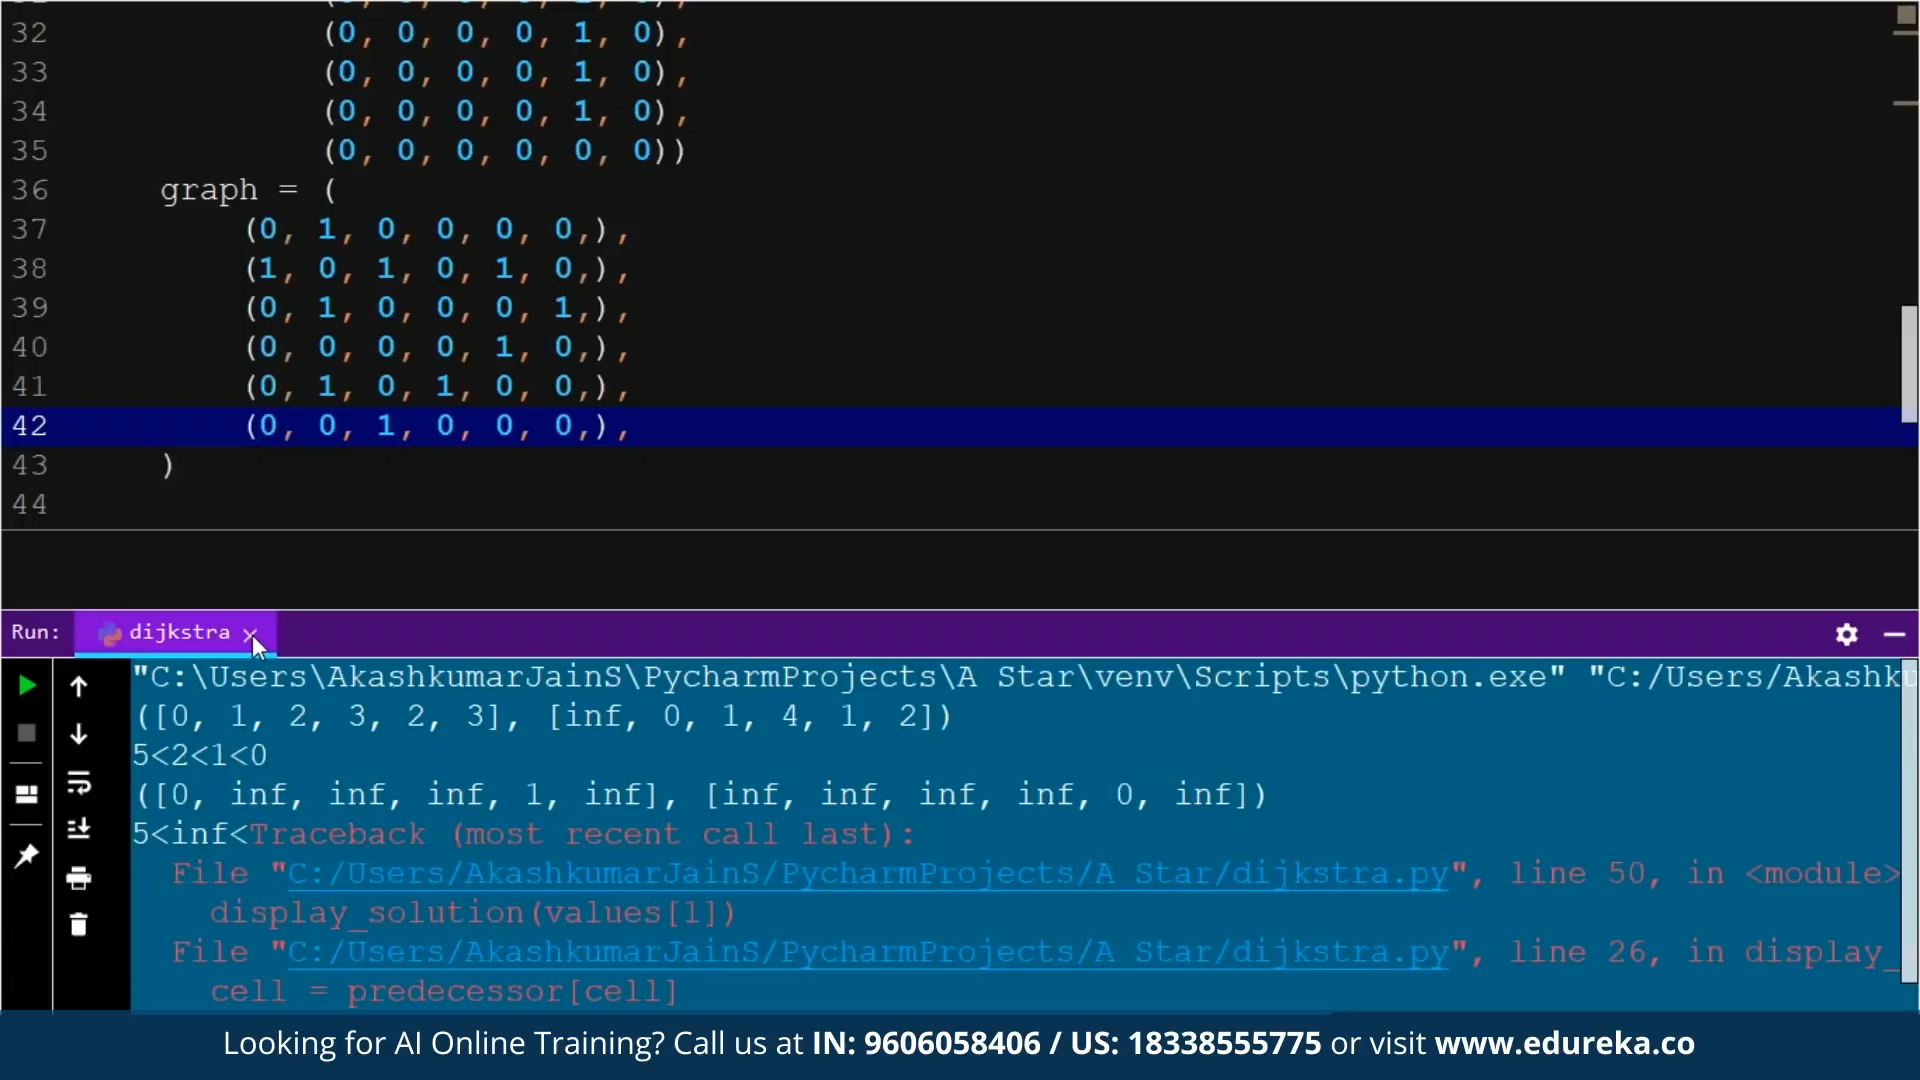 32 (0, 0, 0, 0, 1, 0),
33 (0, 0, 0, 0, 1, 0),
34 (0, 0, 0, 0, 1, 0),
35 (0, 0, 0, 0, 0, 0))
36 graph = (
37 (0, 1, 0, 0, 0, 0,),
38 (1, 0, 1, 0, 1, 0,),
39 (0, 1, 0, 0, 0, 1,),
40 (0, 0, 0, 0, 1, 0,),
41 (0, 1, 0, 1, 0, 0,),
42 (0, 0, 1, 0, 0, 0,),
43 )
44
Run: dijkstra
"C:\Users\AkashkumarJainS\PycharmProjects\A Star\venv\Scripts\python.exe" "C:/Users/Akashku
([0, 1, 2, 3, 2, 3], [inf, 0, 1, 4, 1, 2])
5<2<1<0
([0, inf, inf, inf, 1, inf], [inf, inf, inf, inf, 0, inf])
5<inf<Traceback (most recent call last):
File "C:/Users/AkashkumarJainS/PycharmProjects/A Star/dijkstra.py", line 50, in <module>
display_solution(values[1])
File "C:/Users/AkashkumarJainS/PycharmProjects/A Star/dijkstra.py", line 26, in display_
cell = predecessor[cell]
Looking for AI Online Training? Call us at IN: 9606058406 / US: 18338555775 or visit www.edureka.co